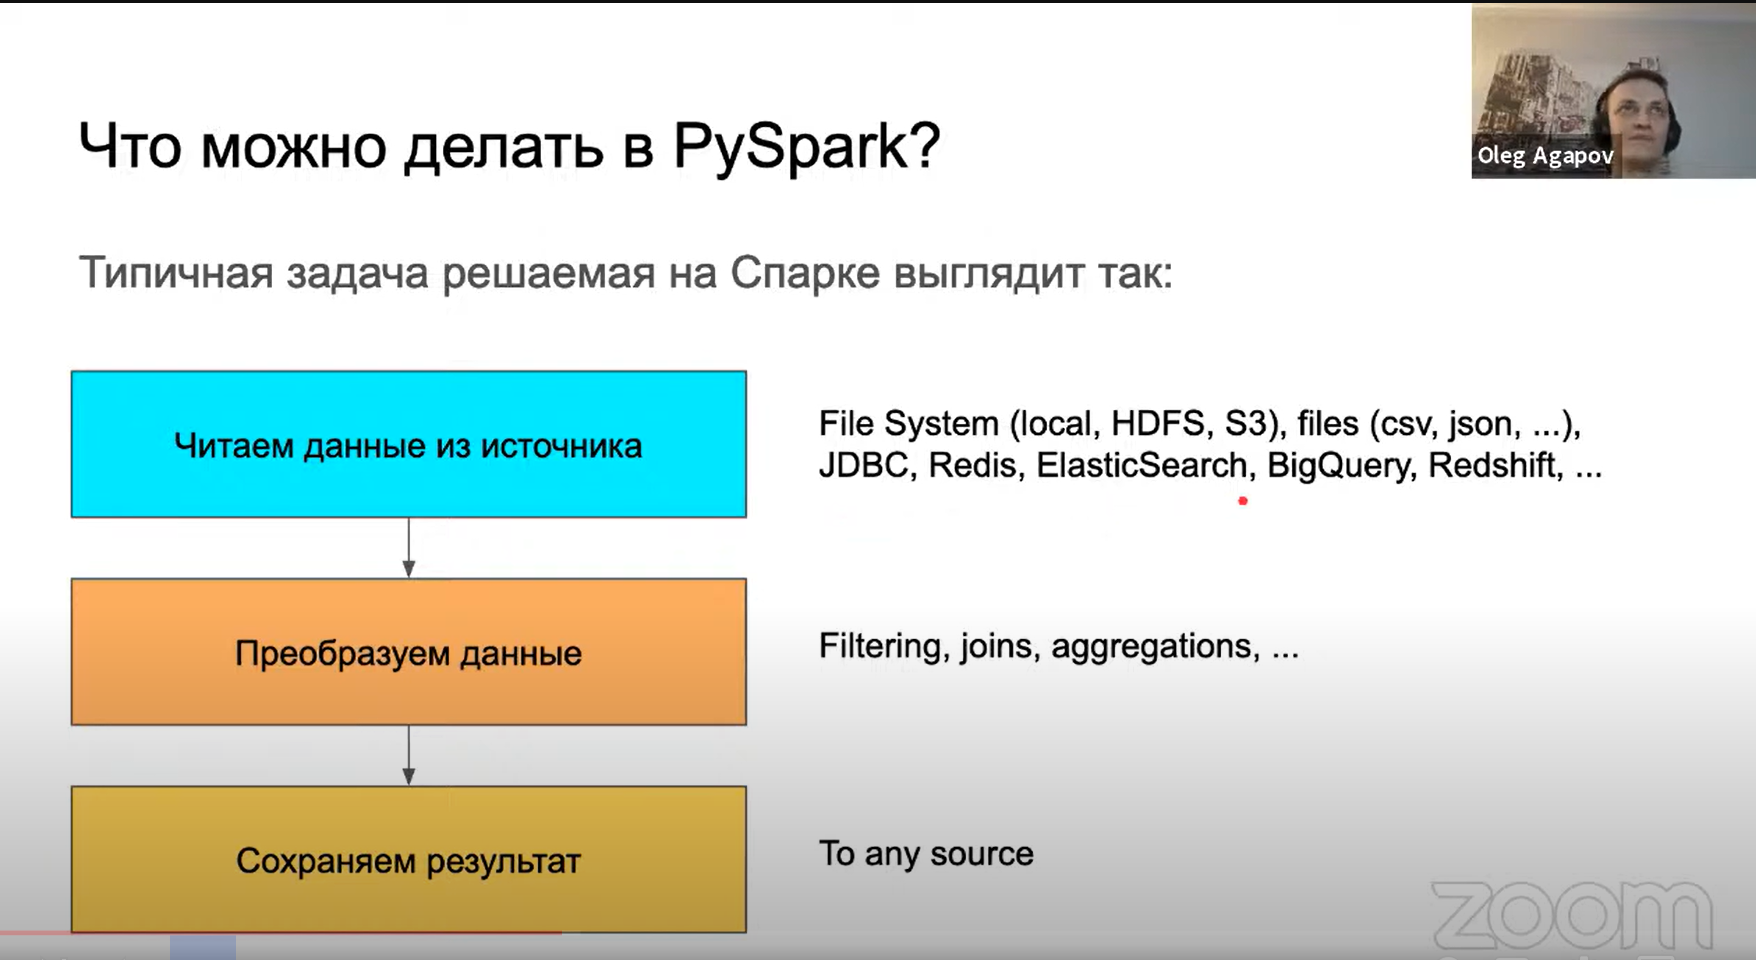 Что можно делать в PySpark?
Oleg Agapov
Типичная задача решаемая на Спарке выглядит так:
Читаем данные из источника
File System (local, HDFS, S3), files (csv, json, ...),
JDBC, Redis, ElasticSearch, BigQuery, Redshift, ...
Преобразуем данные
Filtering, joins, aggregations, ...
Сохраняем результат
To any source
zoom